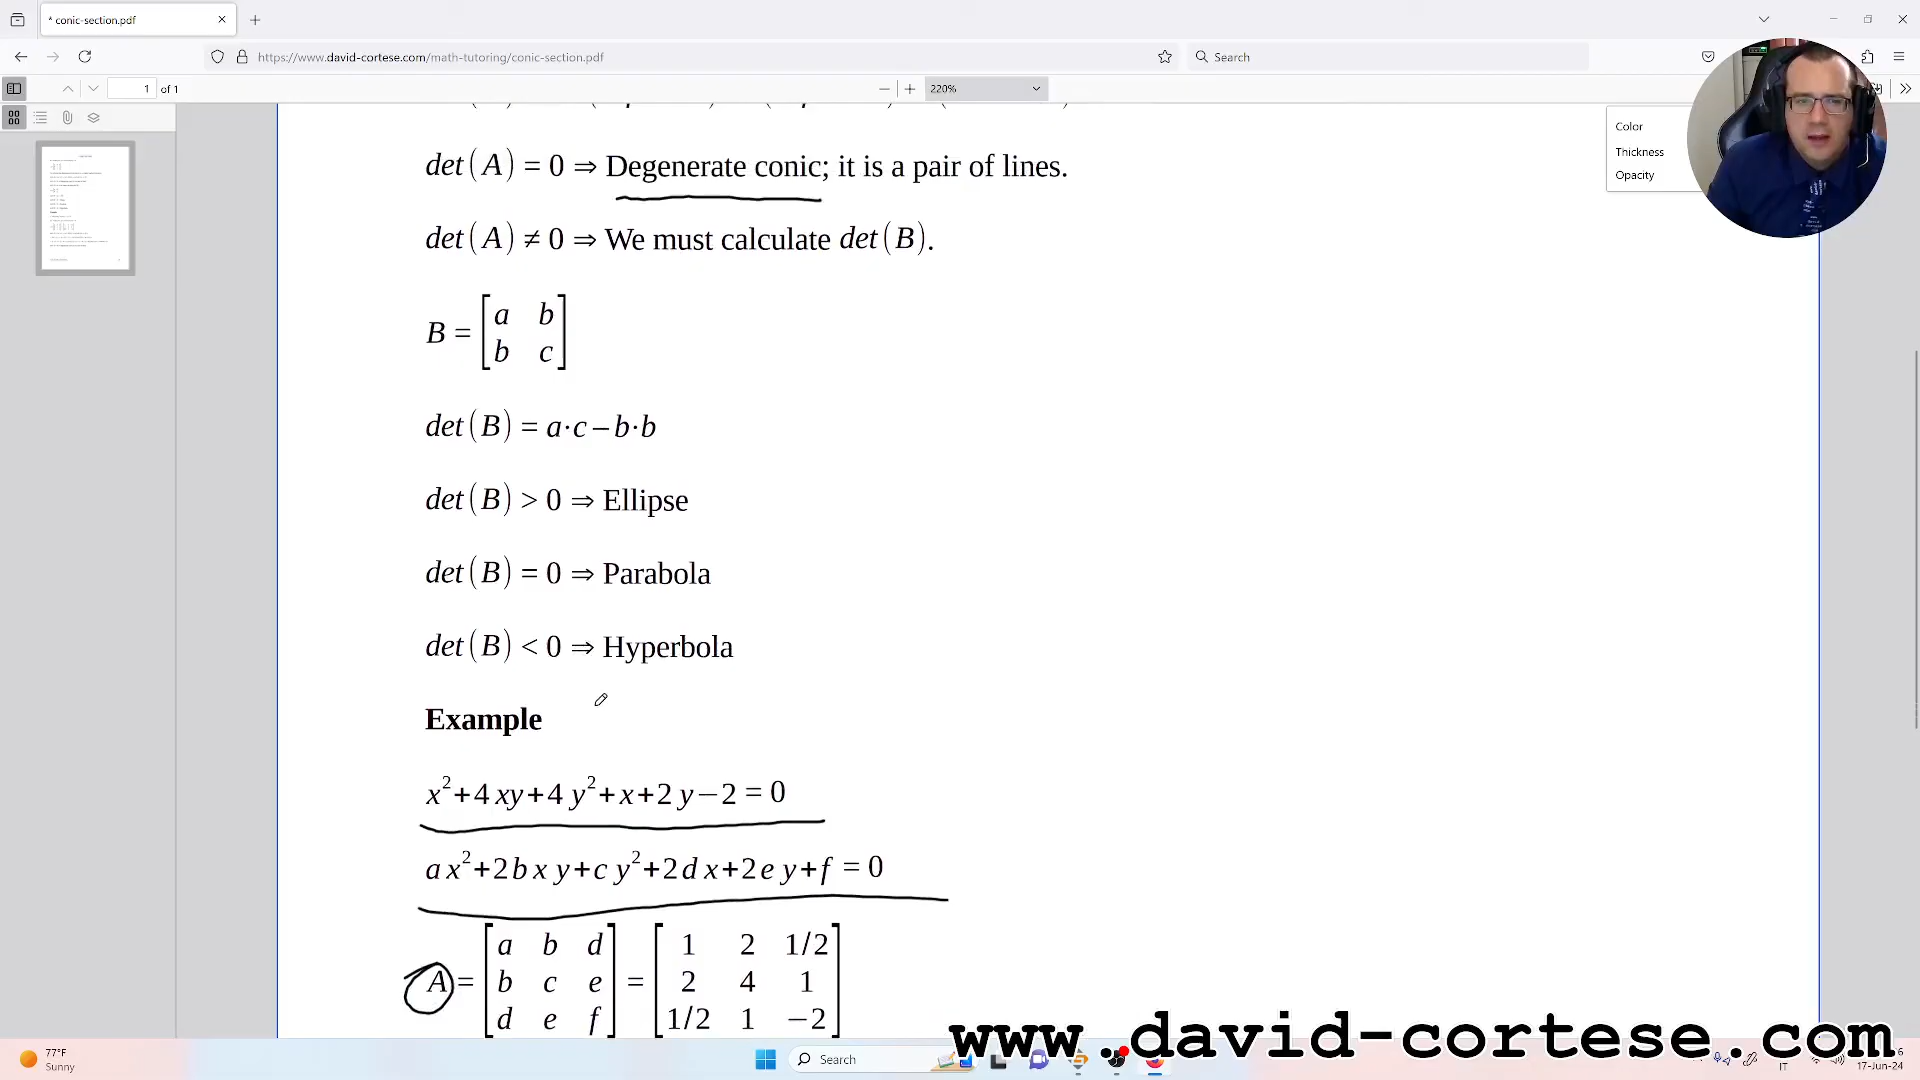 * conic-section.pdf
https://www.david-cortese.com/math-tutoring/conic-section.pdf
Search
1 of 1
220%
Color
Thickness
Opacity
det(A) = 0 ⇒ Degenerate conic; it is a pair of lines.
det(A) ≠ 0 ⇒ We must calculate det(B).
B = [a b
b c]
det(B) = a·c−b·b
det(B) > 0 ⇒ Ellipse
det(B) = 0 ⇒ Parabola
det(B) < 0 ⇒ Hyperbola
Example
x²+4xy+4y²+x+2y−2 = 0
ax²+2bxy+cy²+2dx+2ey+f = 0
a b d 1 2 1/2
A = b c e = 2 4 1
d e f 1/2 1 −2
www.david-cortese.com
77°F
Sunny
Search
IT
17-Jun-24